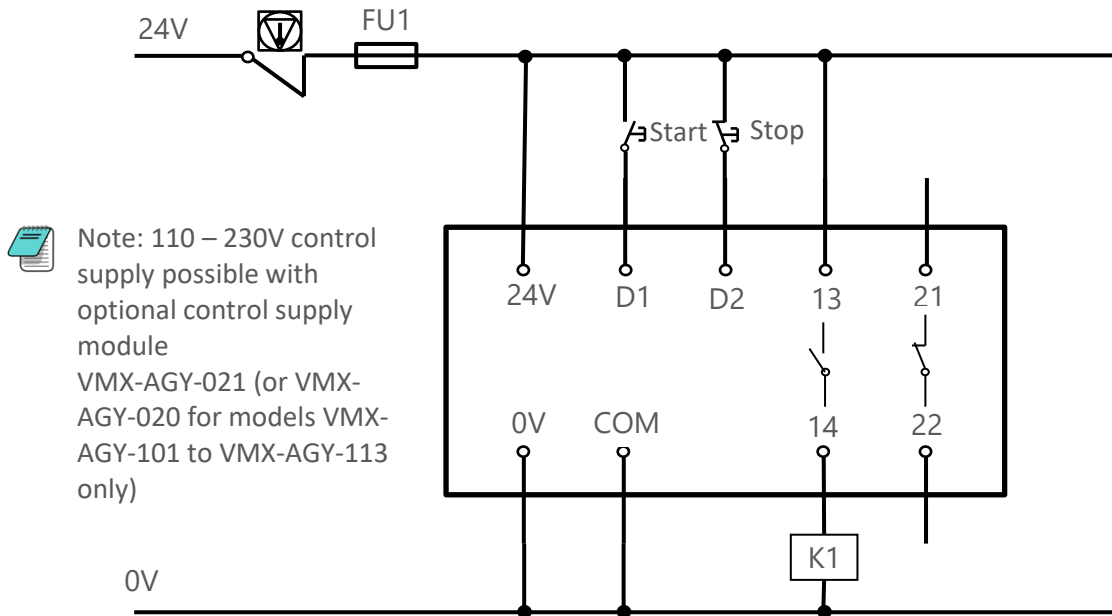 24V
FU1
Start
Stop
Note: 110 – 230V control
supply possible with
optional control supply
module
VMX-AGY-021 (or VMX-
AGY-020 for models VMX-
AGY-101 to VMX-AGY-113
only)
24V
D1
D2
13
21
0V
COM
14
22
K1
0V